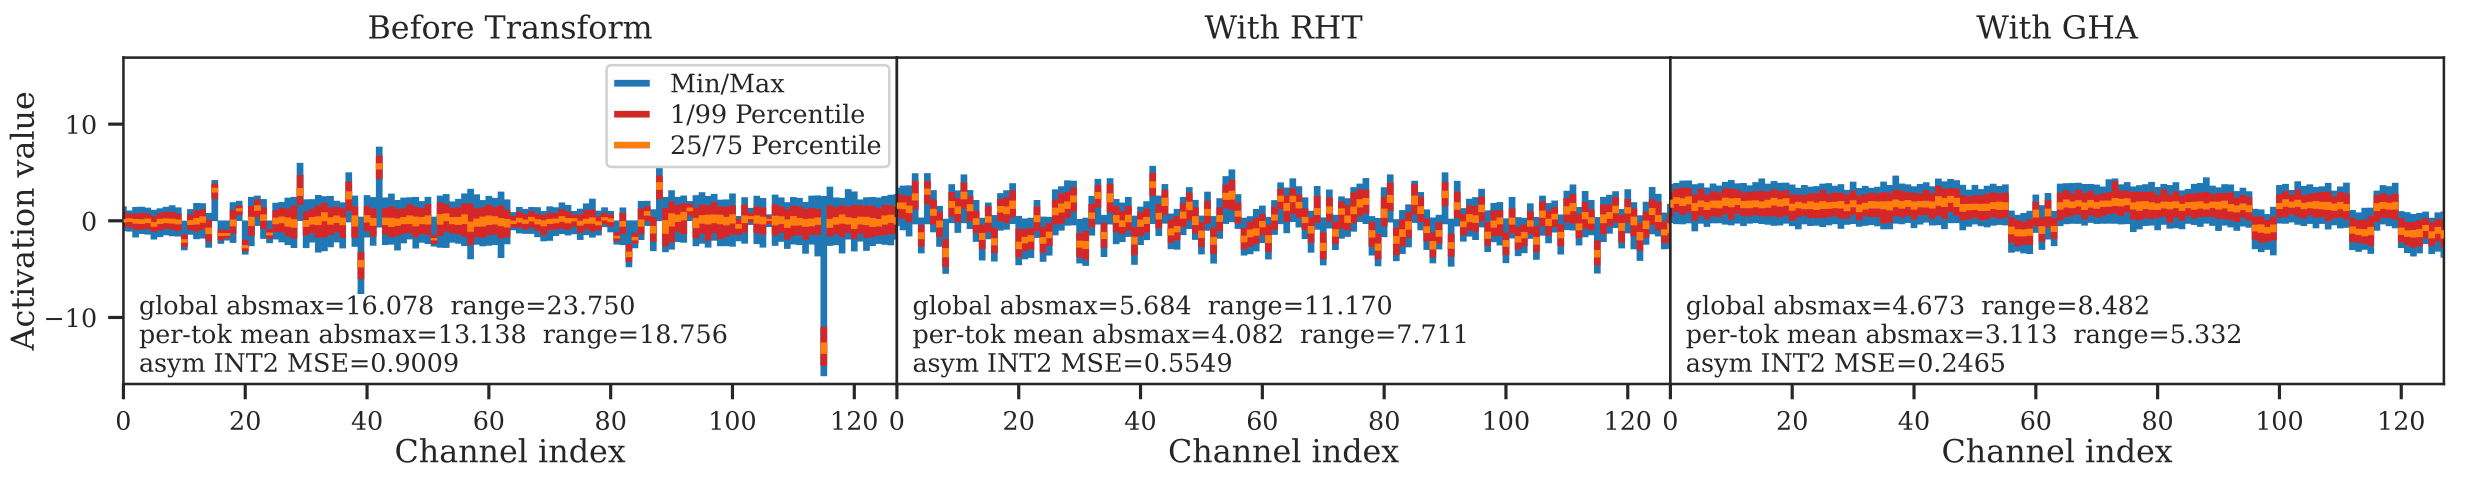 Before Transform
With RHT
With GHA
Activation value
10
0
−10
Min/Max
1/99 Percentile
25/75 Percentile
global absmax=16.078 range=23.750
per-tok mean absmax=13.138 range=18.756
asym INT2 MSE=0.9009
global absmax=5.684 range=11.170
per-tok mean absmax=4.082 range=7.711
asym INT2 MSE=0.5549
global absmax=4.673 range=8.482
per-tok mean absmax=3.113 range=5.332
asym INT2 MSE=0.2465
0 20 40 60 80 100 120
0 20 40 60 80 100 120
0 20 40 60 80 100 120
Channel index
Channel index
Channel index